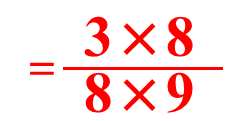 = 3 × 8
8 × 9